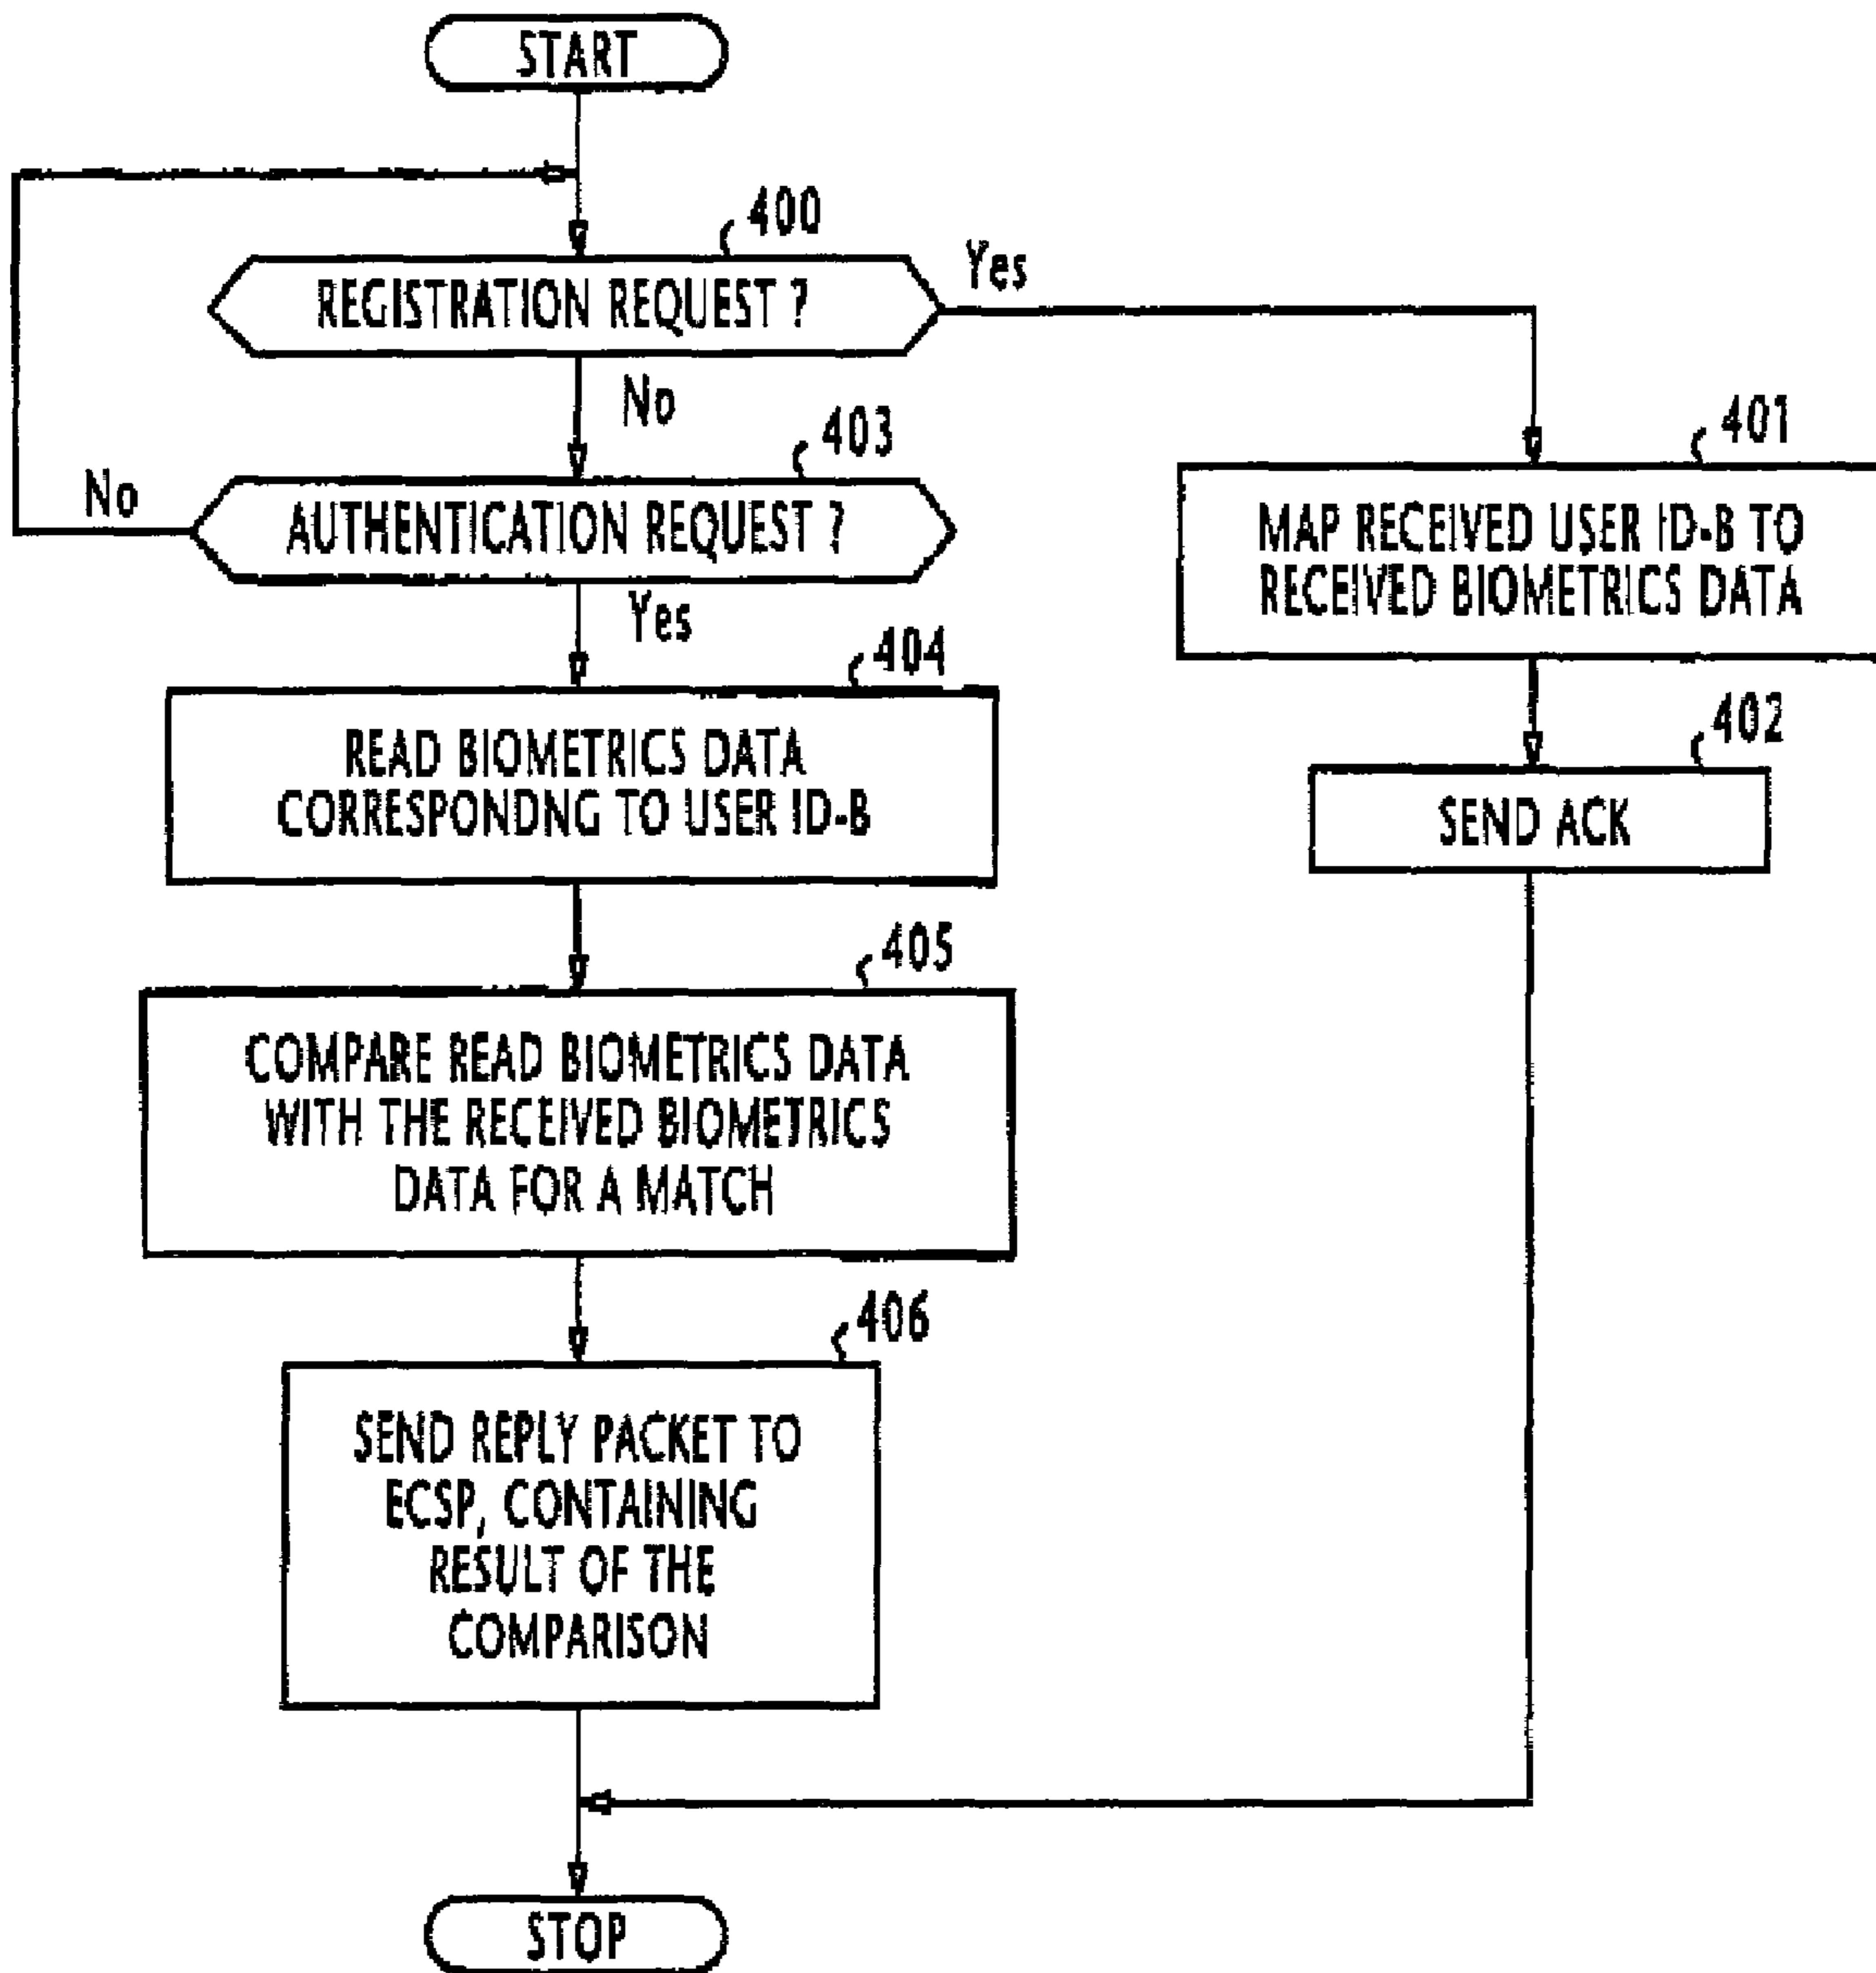 START
400
REGISTRATION REQUEST ?
Yes
No
403
AUTHENTICATION REQUEST ?
No
Yes
401
MAP RECEIVED USER ID-B TO
RECEIVED BIOMETRICS DATA
402
SEND ACK
404
READ BIOMETRICS DATA
CORRESPONDNG TO USER ID-B
405
COMPARE READ BIOMETRICS DATA
WITH THE RECEIVED BIOMETRICS
DATA FOR A MATCH
406
SEND REPLY PACKET TO
ECSP, CONTAINING
RESULT OF THE
COMPARISON
STOP